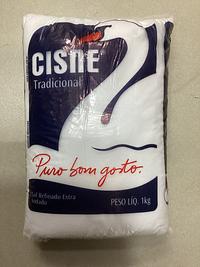 CISNE
Tradicional
Puro bom gosto.
Sal Refinado Extra
Iodado
PESO LÍQ. 1kg